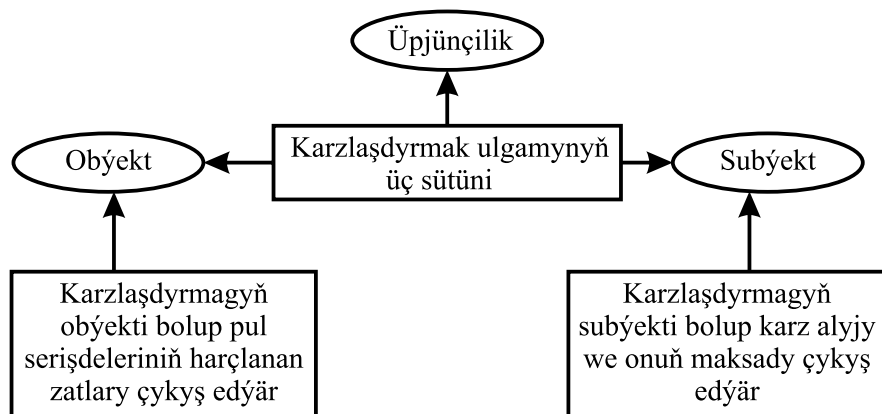 Üpjünçilik
Obýekt
Karzlaşdyrmak ulgamynyň
üç sütüni
Subýekt
Karzlaşdyrmagyň
obýekti bolup pul
serişdeleriniň harçlanan
zatlary çykyş edýär
Karzlaşdyrmagyň
subýekti bolup karz alyjy
we onuň maksady çykyş
edýär